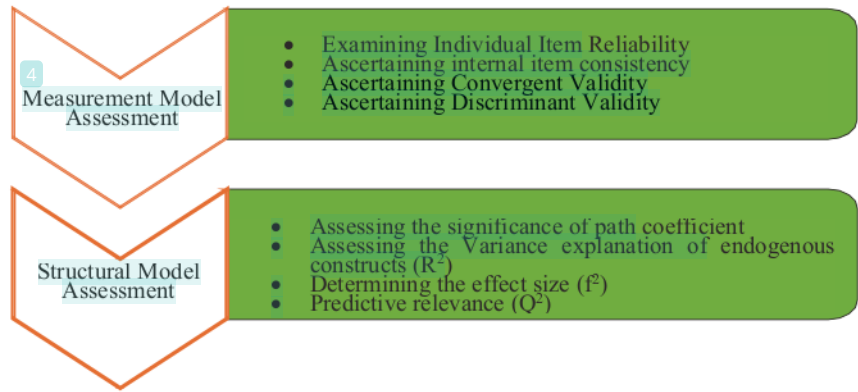 4
Measurement Model
Assessment
• Examining Individual Item Reliability
• Ascertaining internal item consistency
• Ascertaining Convergent Validity
• Ascertaining Discriminant Validity
Structural Model
Assessment
• Assessing the significance of path coefficient
• Assessing the Variance explanation of endogenous
constructs (R²)
• Determining the effect size (f²)
• Predictive relevance (Q²)